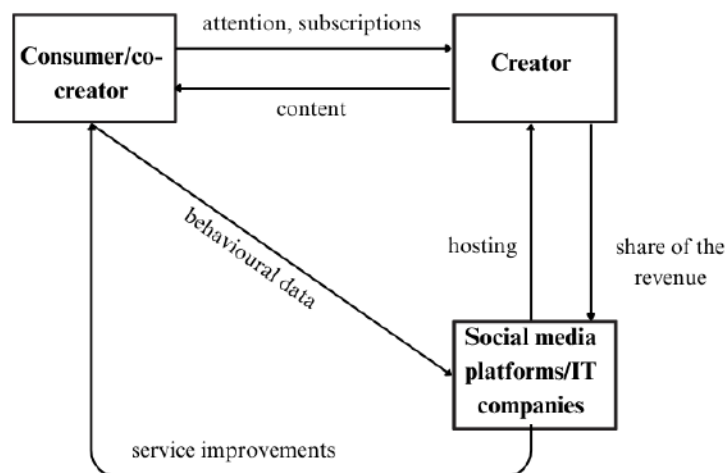 attention, subscriptions
Consumer/co-
creator
Creator
content
behavioural data
hosting
share of the
revenue
Social media
platforms/IT
companies
service improvements